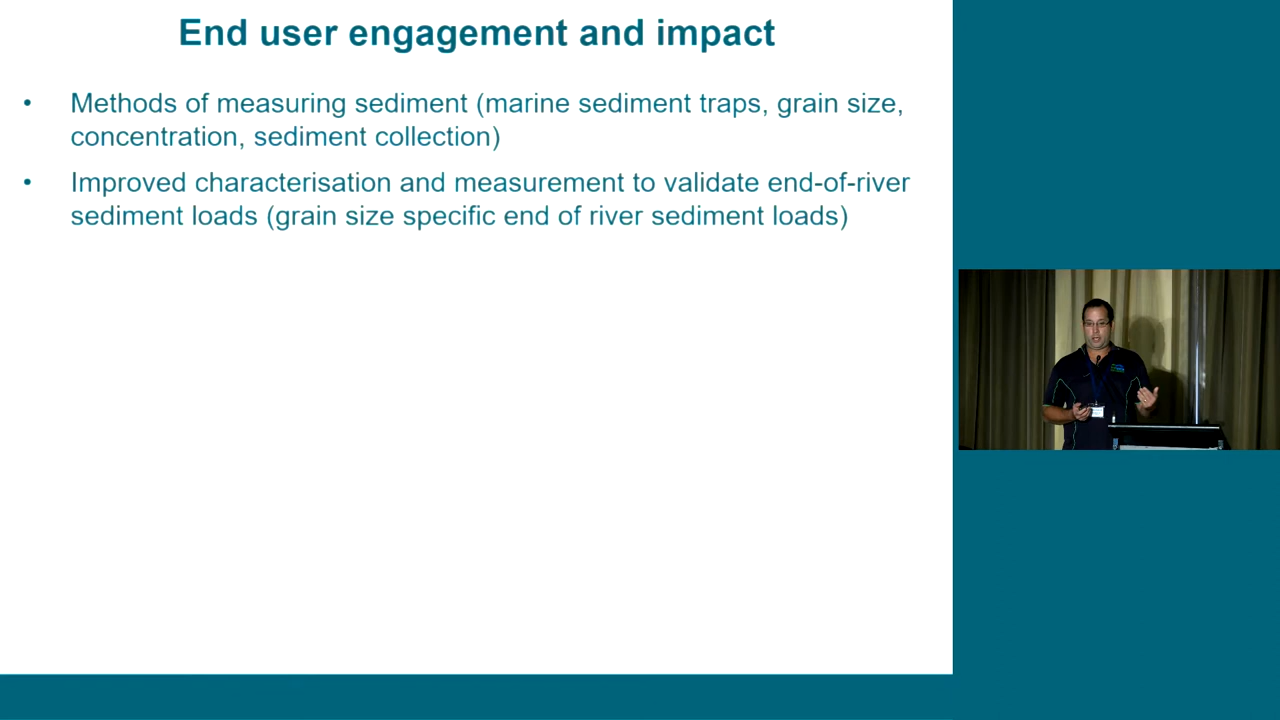 End user engagement and impact
• Methods of measuring sediment (marine sediment traps, grain size,
concentration, sediment collection)
• Improved characterisation and measurement to validate end-of-river
sediment loads (grain size specific end of river sediment loads)